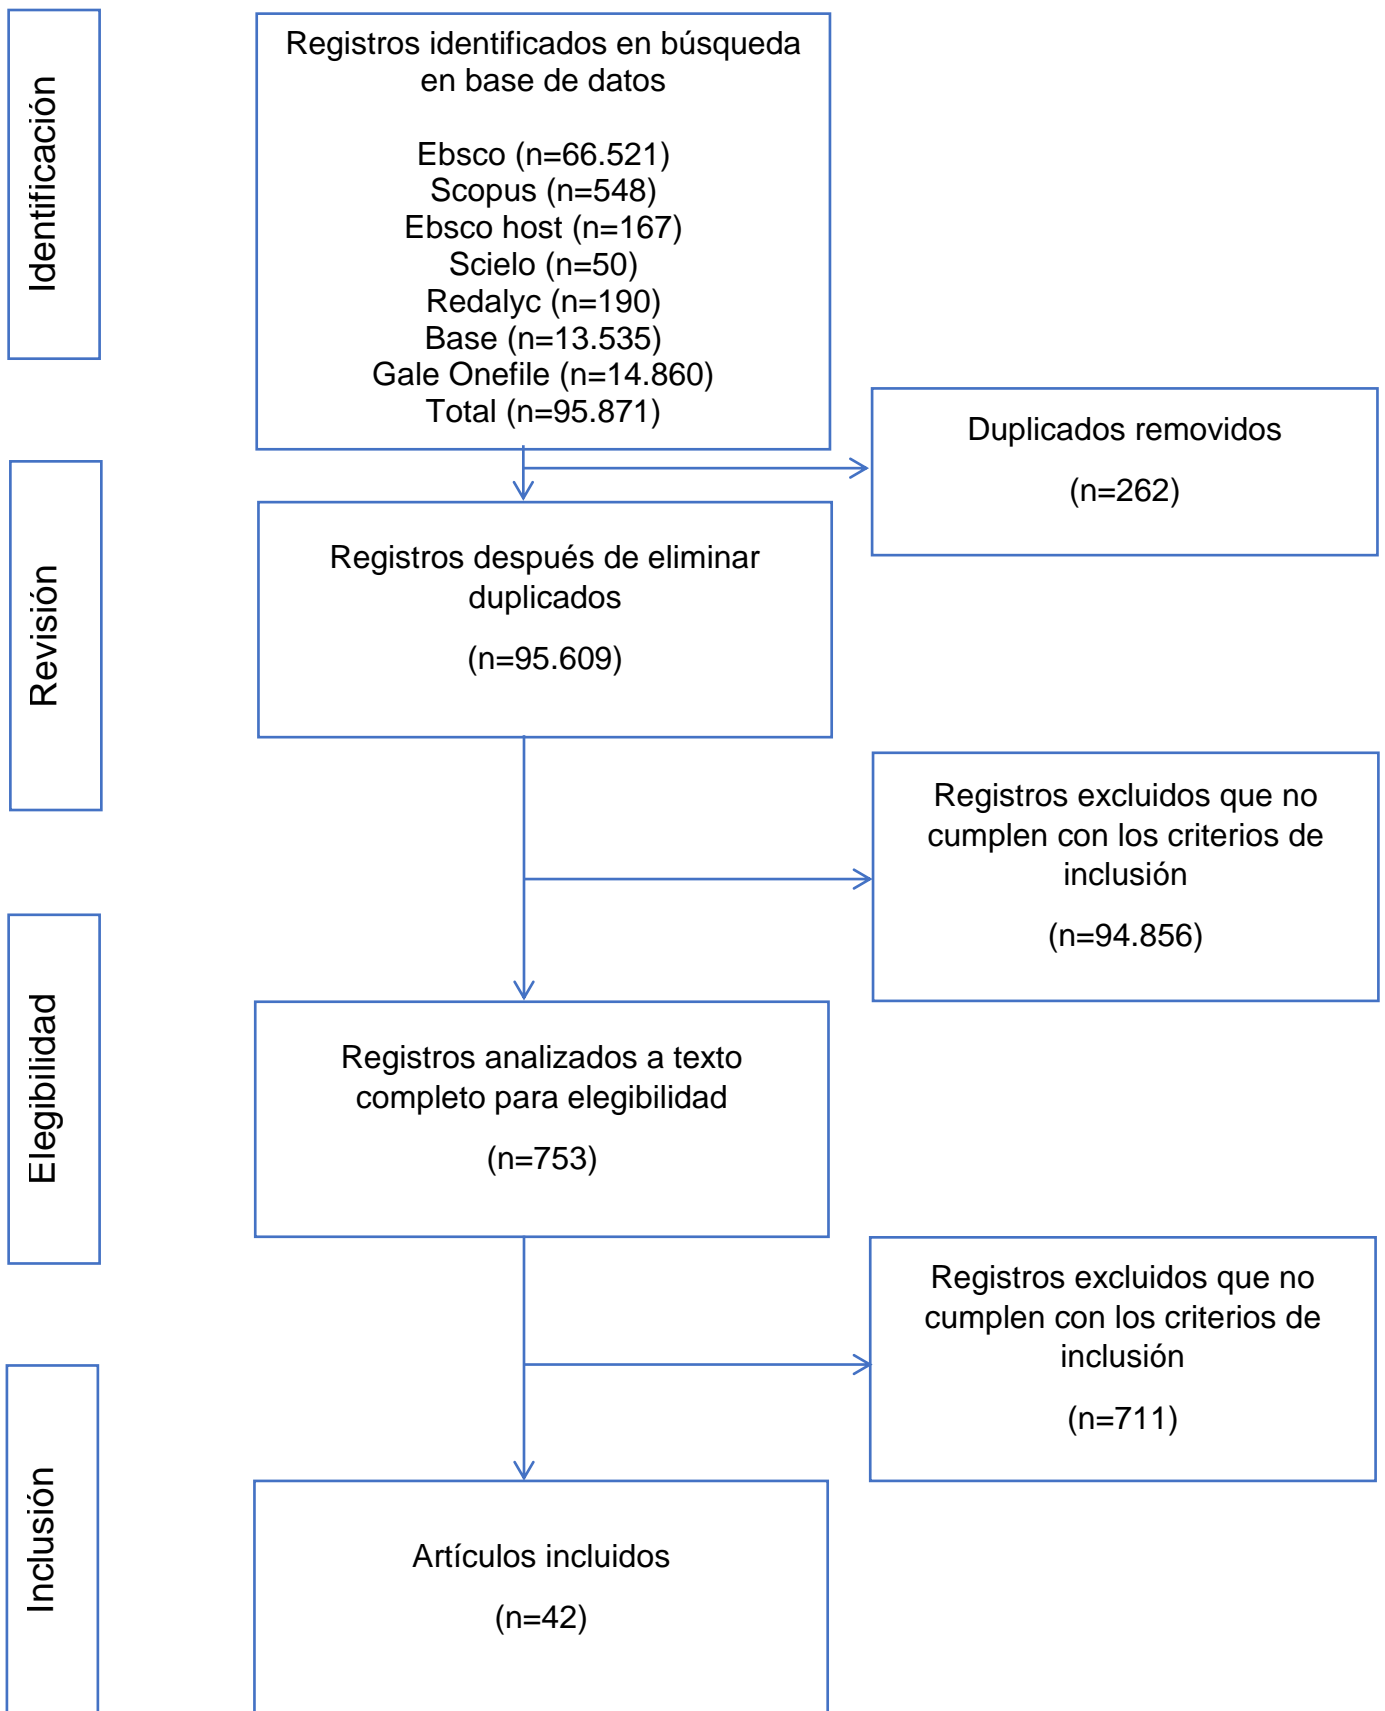 Identificación
Registros identificados en búsqueda
en base de datos
Ebsco (n=66.521)
Scopus (n=548)
Ebsco host (n=167)
Scielo (n=50)
Redalyc (n=190)
Base (n=13.535)
Gale Onefile (n=14.860)
Total (n=95.871)
Duplicados removidos
(n=262)
Revisión
Registros después de eliminar
duplicados
(n=95.609)
Registros excluidos que no
cumplen con los criterios de
inclusión
(n=94.856)
Elegibilidad
Registros analizados a texto
completo para elegibilidad
(n=753)
Registros excluidos que no
cumplen con los criterios de
inclusión
(n=711)
Inclusión
Artículos incluidos
(n=42)